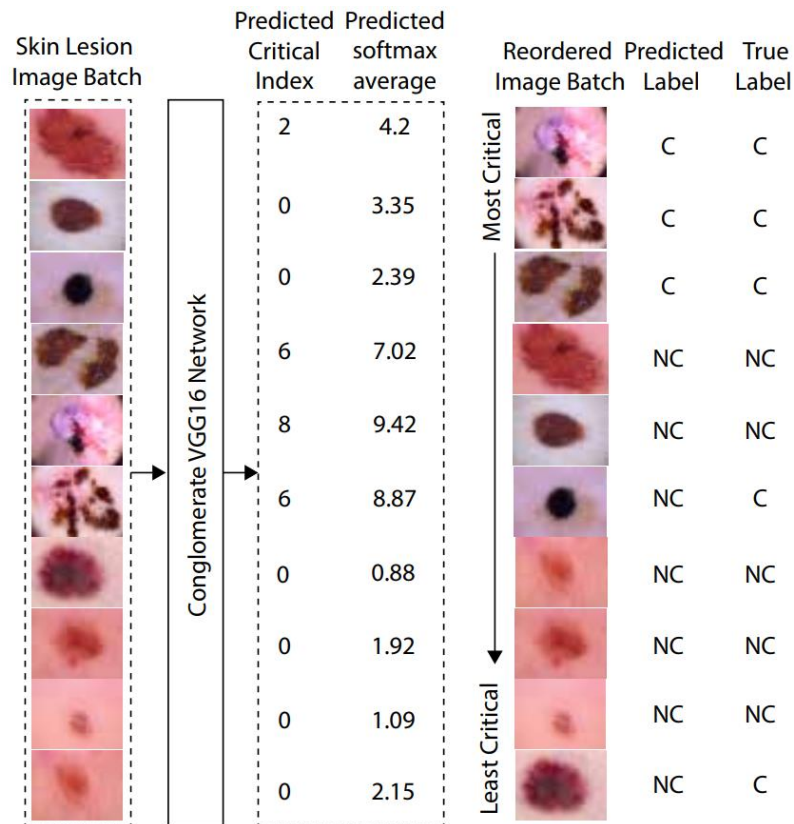 Skin Lesion
Image Batch
Predicted
Critical
Index
Predicted
softmax
average
Reordered
Image Batch
Predicted
Label
True
Label
Conglomerate VGG16 Network
Most Critical
Least Critical
2 4.2
0 3.35
0 2.39
6 7.02
8 9.42
6 8.87
0 0.88
0 1.92
0 1.09
0 2.15
C C
C C
C C
NC NC
NC NC
NC C
NC NC
NC NC
NC NC
NC C